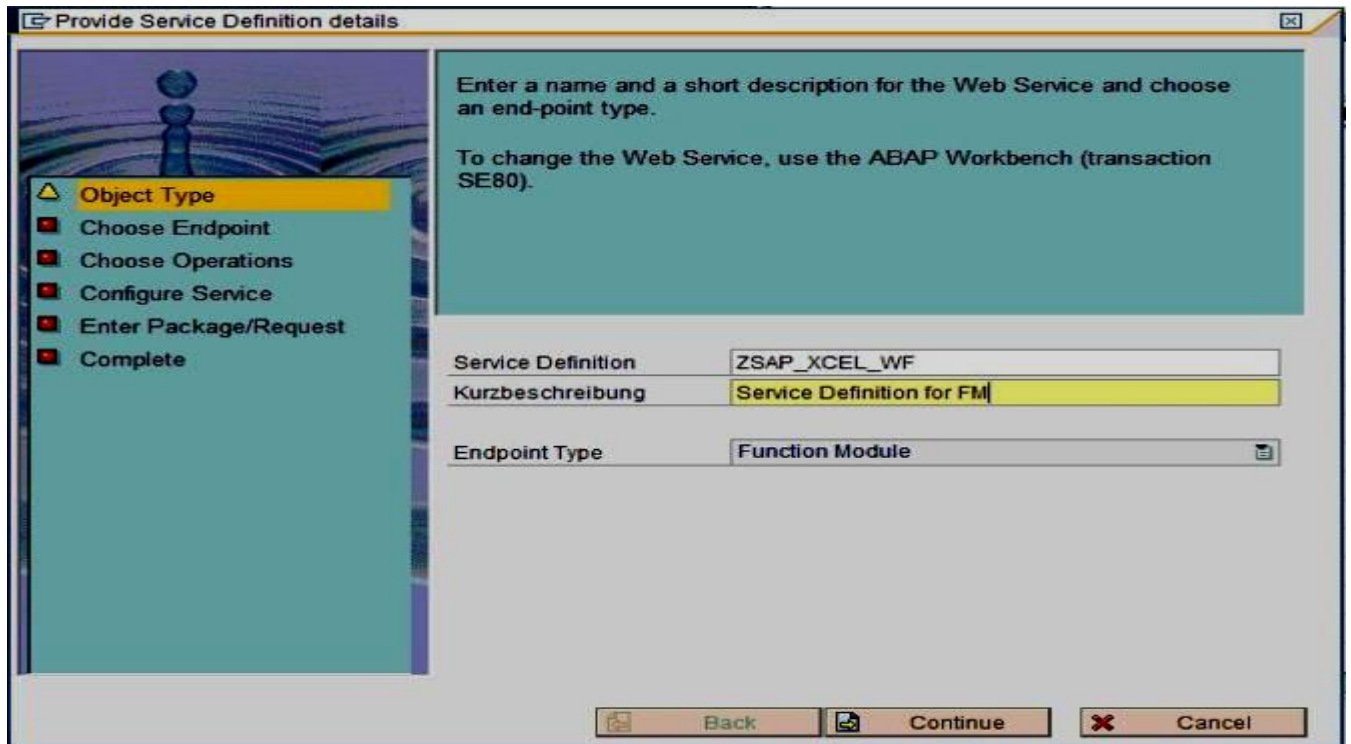 Provide Service Definition details
Enter a name and a short description for the Web Service and choose
an end-point type.
To change the Web Service, use the ABAP Workbench (transaction
SE80).
Object Type
Choose Endpoint
Choose Operations
Configure Service
Enter Package/Request
Complete
Service Definition ZSAP_XCEL_WF
Kurzbeschreibung Service Definition for FM
Endpoint Type Function Module
Back Continue Cancel